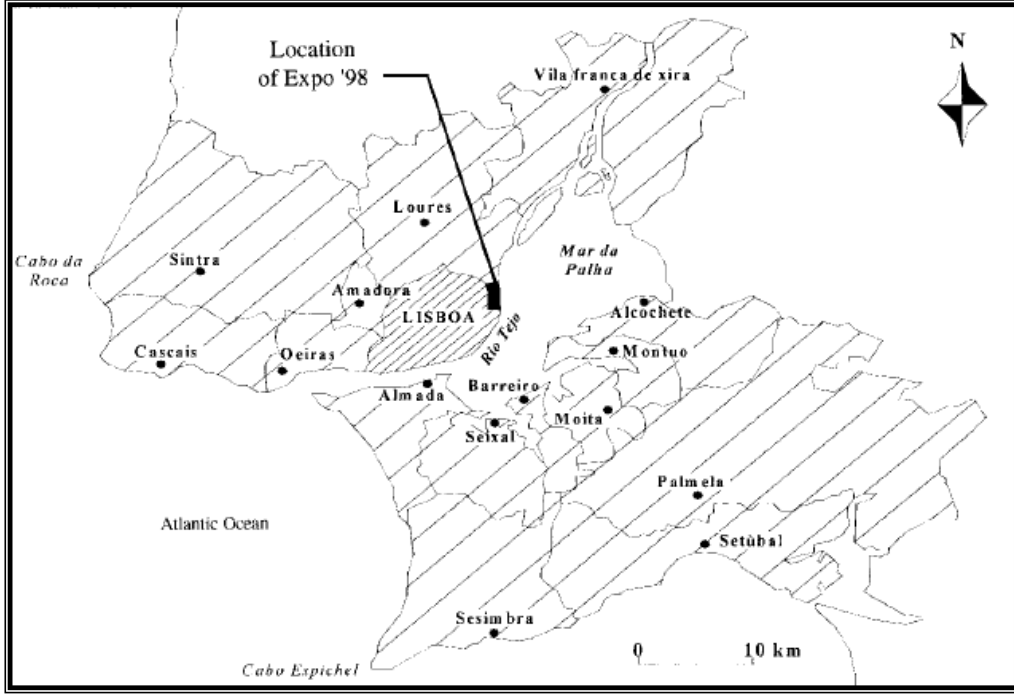 Location
of Expo '98
N
Vila franca de xira
Loures
Mar da
Palha
Cabo da
Roca
Sintra
Amadora
LISBOA
Alcochete
Rio Tejo
Cascais
Oeiras
Montuo
Almada
Barreiro
Moita
Seixal
Palmela
Atlantic Ocean
Setùbal
Sesimbra
0 10 km
Cabo Espichel